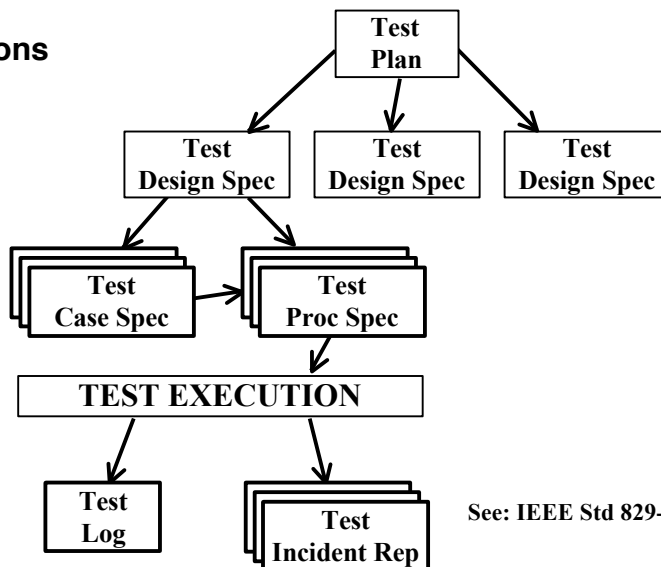 ons
Test
Plan
Test
Design Spec
Test
Design Spec
Test
Design Spec
Test
Case Spec
Test
Proc Spec
TEST EXECUTION
Test
Log
Test
Incident Rep
See: IEEE Std 829-